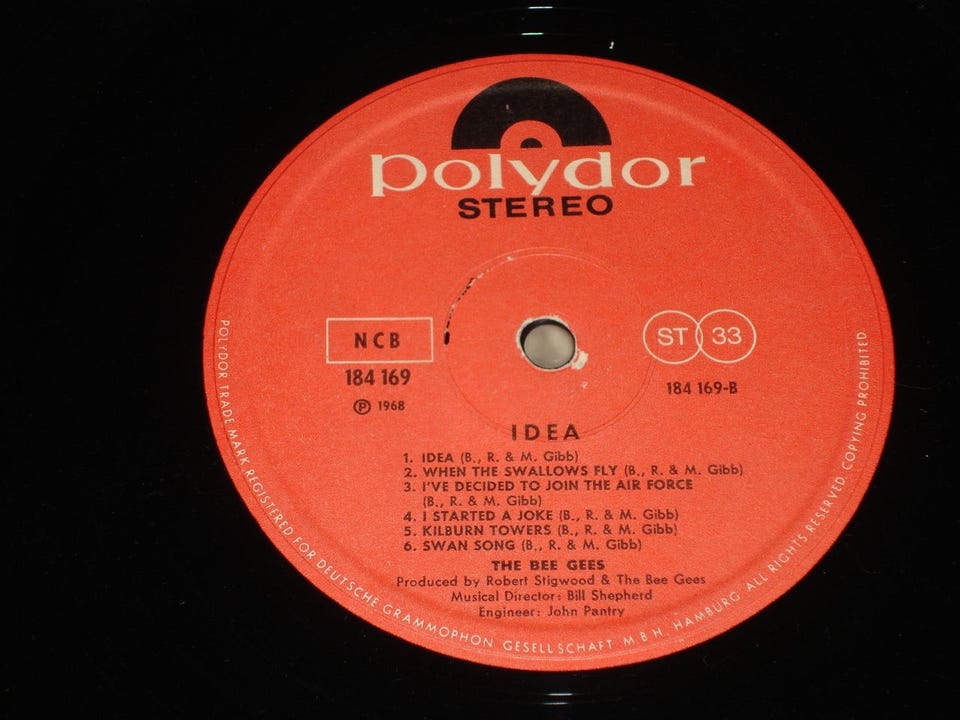 polydor
STEREO
NCB
184 169
℗ 1968
ST 33
184 169-B
IDEA
1. IDEA (B., R. & M. Gibb)
2. WHEN THE SWALLOWS FLY (B., R. & M. Gibb)
3. I'VE DECIDED TO JOIN THE AIR FORCE
(B., R. & M. Gibb)
4. I STARTED A JOKE (B., R. & M. Gibb)
5. KILBURN TOWERS (B., R. & M. Gibb)
6. SWAN SONG (B., R. & M. Gibb)
THE BEE GEES
Produced by Robert Stigwood & The Bee Gees
Musical Director: Bill Shepherd
Engineer: John Pantry
POLYDOR TRADE MARK REGISTERED FOR DEUTSCHE GRAMMOPHON GESELLSCHAFT M.B.H. HAMBURG ALL RIGHTS RESERVED COPYING PROHIBITED